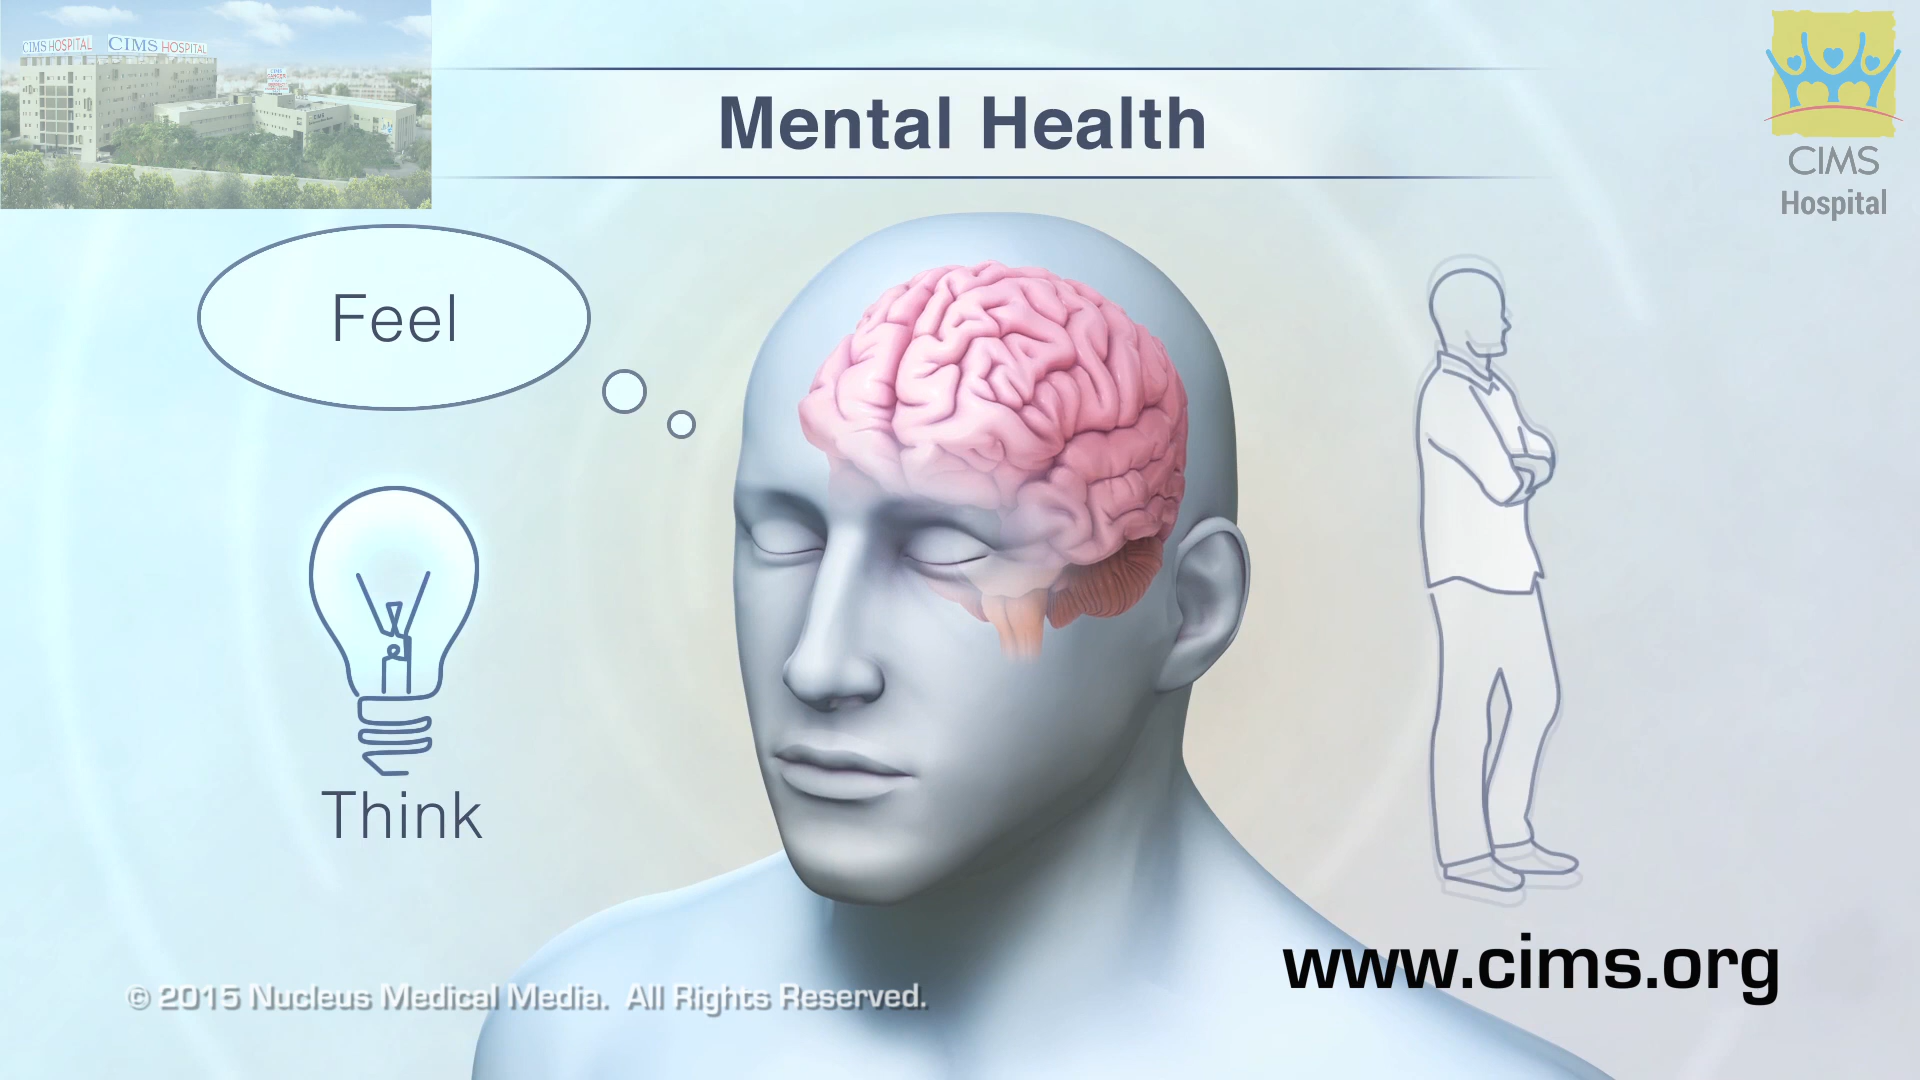 CIMS HOSPITAL CIMS HOSPITAL
Mental Health
CIMS
Hospital
Feel
Think
www.cims.org
© 2015 Nucleus Medical Media. All Rights Reserved.